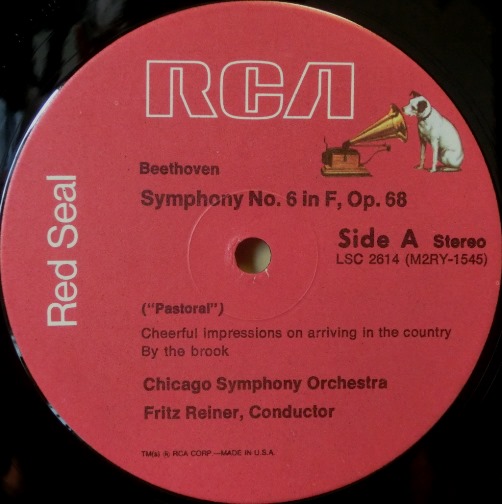 RCA
Red Seal
Beethoven
Symphony No. 6 in F, Op. 68
Side A Stereo
LSC 2614 (M2RY-1545)
("Pastoral")
Cheerful impressions on arriving in the country
By the brook
Chicago Symphony Orchestra
Fritz Reiner, Conductor
TM(s) ® RCA CORP.—MADE IN U.S.A.